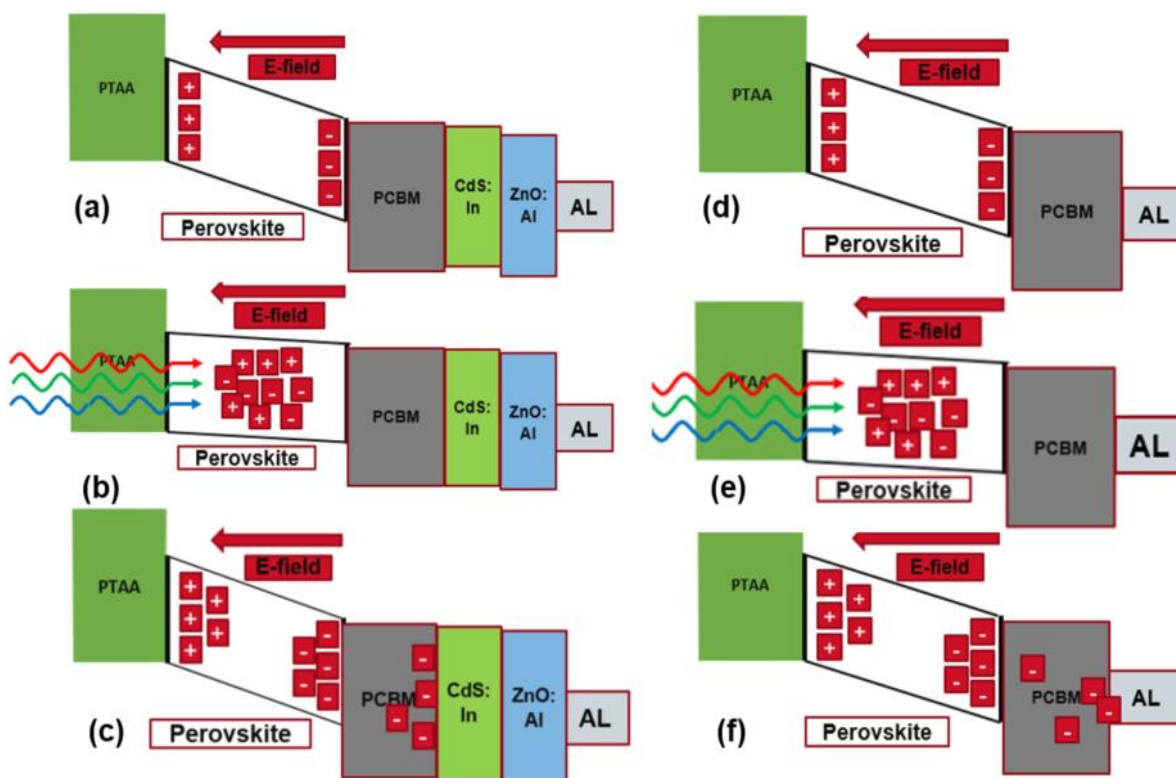 PTAA
E-field
+
+
+
-
-
-
PCBM
CdS:
In
ZnO:
Al
AL
(a)
Perovskite
E-field
PTAA
+
+
+
-
-
-
-
+
+
-
PCBM
CdS:
In
ZnO:
Al
AL
Perovskite
(b)
E-field
PTAA
+
+
+
+
+
-
-
-
-
-
PCBM
-
-
-
-
CdS:
In
ZnO:
Al
AL
(c)
Perovskite
E-field
PTAA
+
+
+
-
-
-
PCBM
AL
(d)
Perovskite
E-field
PTAA
+
+
+
-
-
-
-
-
+
+
-
PCBM
AL
Perovskite
(e)
E-field
PTAA
+
+
+
+
+
-
-
-
-
-
PCBM
-
-
-
-
AL
(f)
Perovskite